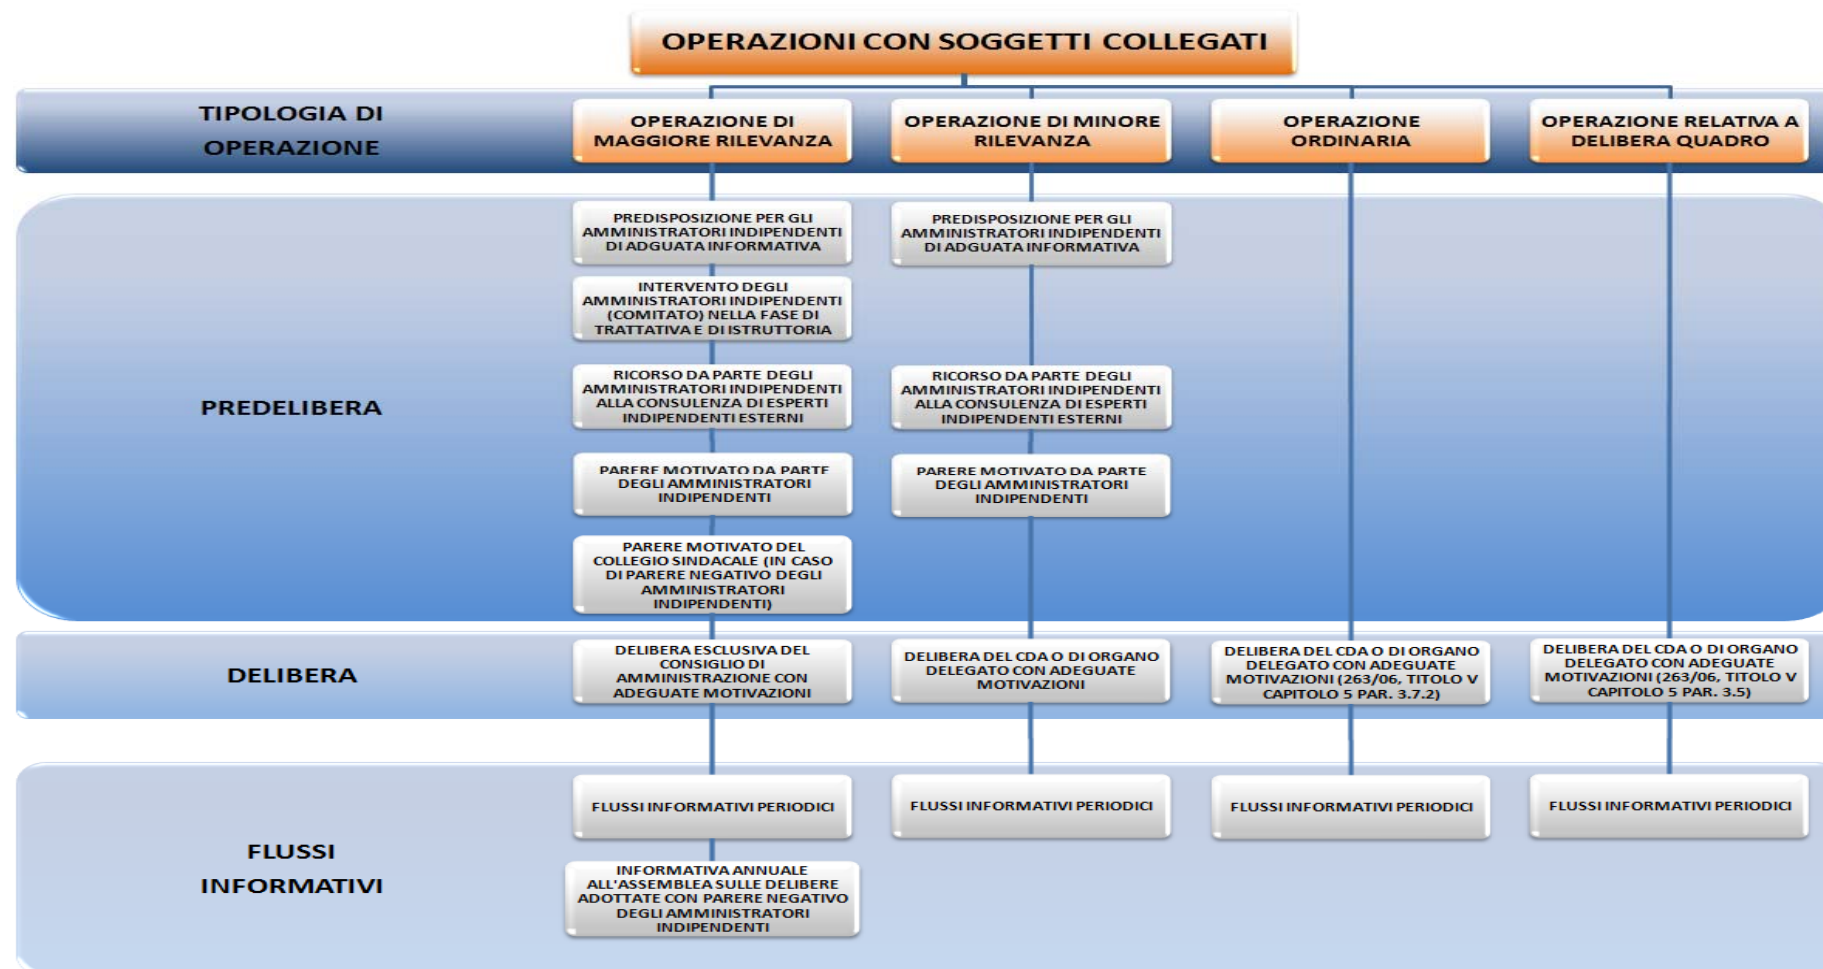 OPERAZIONI CON SOGGETTI COLLEGATI
TIPOLOGIA DI
OPERAZIONE
OPERAZIONE DI
MAGGIORE RILEVANZA
OPERAZIONE DI MINORE
RILEVANZA
OPERAZIONE
ORDINARIA
OPERAZIONE RELATIVA A
DELIBERA QUADRO
PREDELIBERA
PREDISPOSIZIONE PER GLI
AMMINISTRATORI INDIPENDENTI
DI ADGUATA INFORMATIVA
INTERVENTO DEGLI
AMMINISTRATORI INDIPENDENTI
(COMITATO) NELLA FASE DI
TRATTATIVA E DI ISTRUTTORIA
RICORSO DA PARTE DEGLI
AMMINISTRATORI INDIPENDENTI
ALLA CONSULENZA DI ESPERTI
INDIPENDENTI ESTERNI
PARERE MOTIVATO DA PARTE
DEGLI AMMINISTRATORI
INDIPENDENTI
PARERE MOTIVATO DEL
COLLEGIO SINDACALE (IN CASO
DI PARERE NEGATIVO DEGLI
AMMINISTRATORI
INDIPENDENTI)
PREDISPOSIZIONE PER GLI
AMMINISTRATORI INDIPENDENTI
DI ADGUATA INFORMATIVA
RICORSO DA PARTE DEGLI
AMMINISTRATORI INDIPENDENTI
ALLA CONSULENZA DI ESPERTI
INDIPENDENTI ESTERNI
PARERE MOTIVATO DA PARTE
DEGLI AMMINISTRATORI
INDIPENDENTI
DELIBERA
DELIBERA ESCLUSIVA DEL
CONSIGLIO DI
AMMINISTRAZIONE CON
ADEGUATE MOTIVAZIONI
DELIBERA DEL CDA O DI ORGANO
DELEGATO CON ADEGUATE
MOTIVAZIONI
DELIBERA DEL CDA O DI ORGANO
DELEGATO CON ADEGUATE
MOTIVAZIONI (263/06, TITOLO V
CAPITOLO 5 PAR. 3.7.2)
DELIBERA DEL CDA O DI ORGANO
DELEGATO CON ADEGUATE
MOTIVAZIONI (263/06, TITOLO V
CAPITOLO 5 PAR. 3.5)
FLUSSI
INFORMATIVI
FLUSSI INFORMATIVI PERIODICI
INFORMATIVA ANNUALE
ALL'ASSEMBLEA SULLE DELIBERE
ADOTTATE CON PARERE NEGATIVO
DEGLI AMMINISTRATORI
INDIPENDENTI
FLUSSI INFORMATIVI PERIODICI
FLUSSI INFORMATIVI PERIODICI
FLUSSI INFORMATIVI PERIODICI